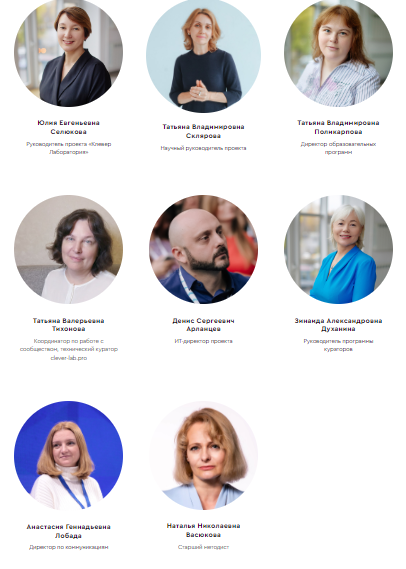 Юлия Евгеньевна
Селюкова
Руководитель проекта «Клевер
Лаборатория»
Татьяна Владимировна
Склярова
Научный руководитель проекта
Татьяна Владимировна
Поликарпова
Директор образовательных
программ
Татьяна Валерьевна
Тихонова
Координатор по работе с
сообществом, технический куратор
clever-lab.pro
Денис Сергеевич
Арланцев
ИТ-директор проекта
Зинаида Александровна
Духанина
Руководитель программы
кураторов
Анастасия Геннадьевна
Лобада
Директор по коммуникациям
Наталья Николаевна
Васюкова
Старший методист